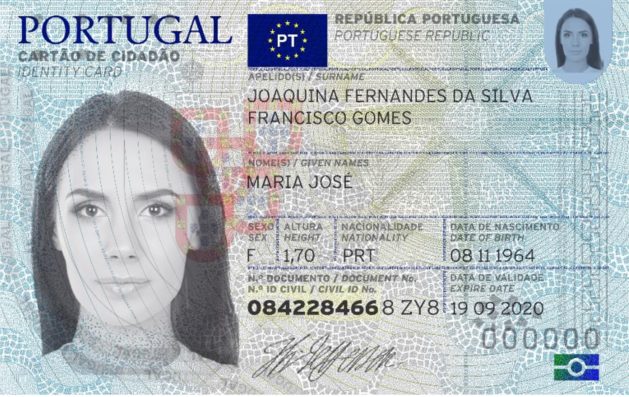 PORTUGAL
CARTÃO DE CIDADÃO
IDENTITY CARD
PT
REPÚBLICA PORTUGUESA
PORTUGUESE REPUBLIC
APELIDO(S) / SURNAME
JOAQUINA FERNANDES DA SILVA
FRANCISCO GOMES
NOME(S) / GIVEN NAMES
MARIA JOSÉ
SEXO ALTURA NACIONALIDADE DATA DE NASCIMENTO
SEX HEIGHT NATIONALITY DATE OF BIRTH
F 1,70 PRT 08 11 1964
N.º DOCUMENTO / DOCUMENT No. DATA DE VALIDADE
N.º ID CIVIL / CIVIL ID No. EXPIRE DATE
084228466 8 ZY8 19 09 2020
000000